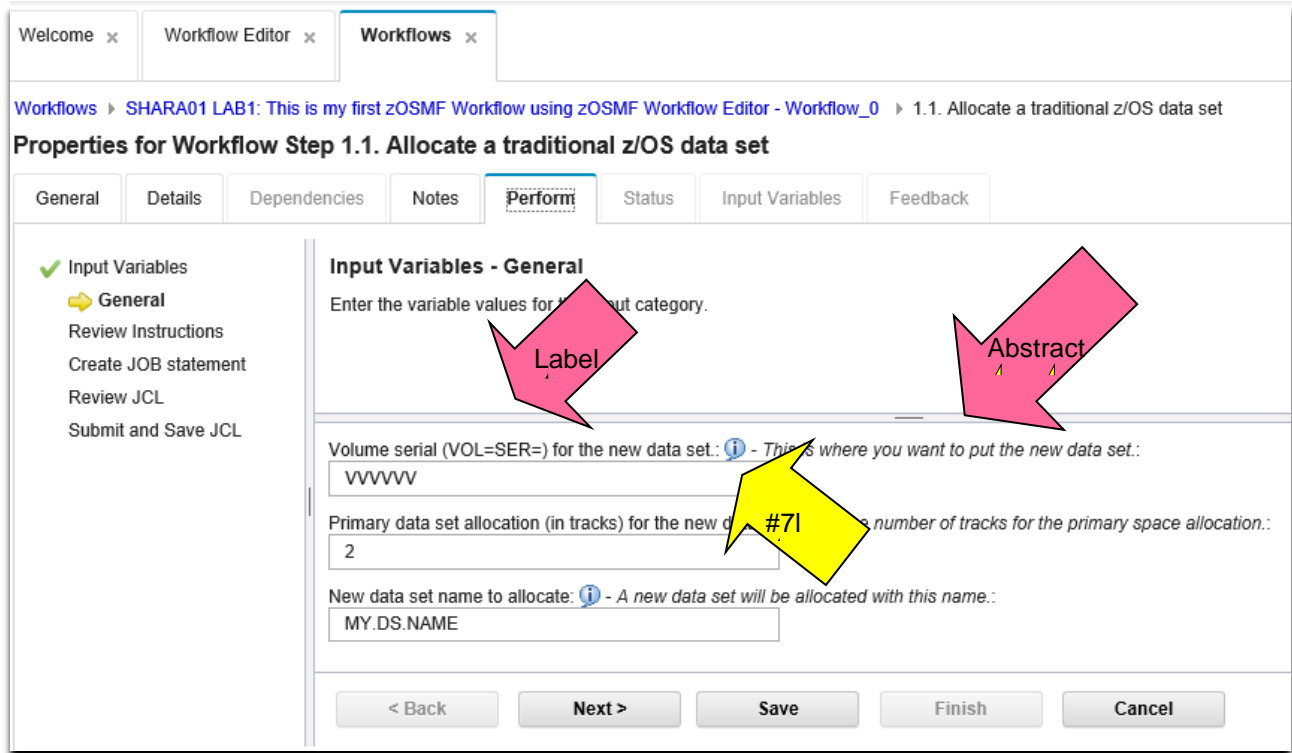 Welcome x Workflow Editor x Workflows x
Workflows ▸ SHARA01 LAB1: This is my first zOSMF Workflow using zOSMF Workflow Editor - Workflow_0 ▸ 1.1. Allocate a traditional z/OS data set
Properties for Workflow Step 1.1. Allocate a traditional z/OS data set
General Details Dependencies Notes Perform Status Input Variables Feedback
Input Variables
General
Review Instructions
Create JOB statement
Review JCL
Submit and Save JCL
Input Variables - General
Enter the variable values for category.
Label
Abstract
Volume serial (VOL=SER=) for the new data set.: - This where you want to put the new data set.:
VVVVVV
#7l
Primary data set allocation (in tracks) for the new number of tracks for the primary space allocation.:
2
New data set name to allocate: - A new data set will be allocated with this name.:
MY.DS.NAME
< Back Next > Save Finish Cancel